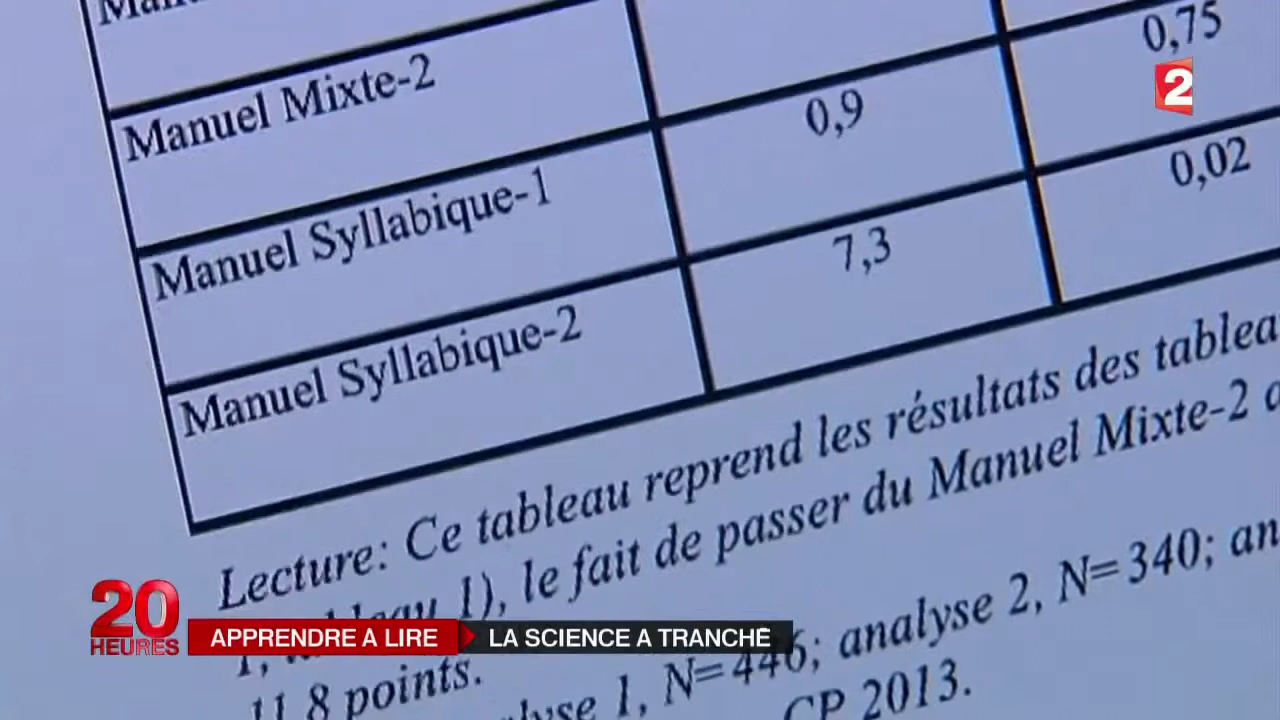 Manuel Mixte-2
0,75
2
Manuel Syllabique-1
0,9
0,02
Manuel Syllabique-2
7,3
Lecture: Ce tableau reprend les résultats des
1), le fait de passer du Manuel Mixte-2
11,8 points.
1, N=446; analyse 2, N=340;
CP 2013.
20
HEURES
APPRENDRE A LIRE
LA SCIENCE A TRANCHÉ